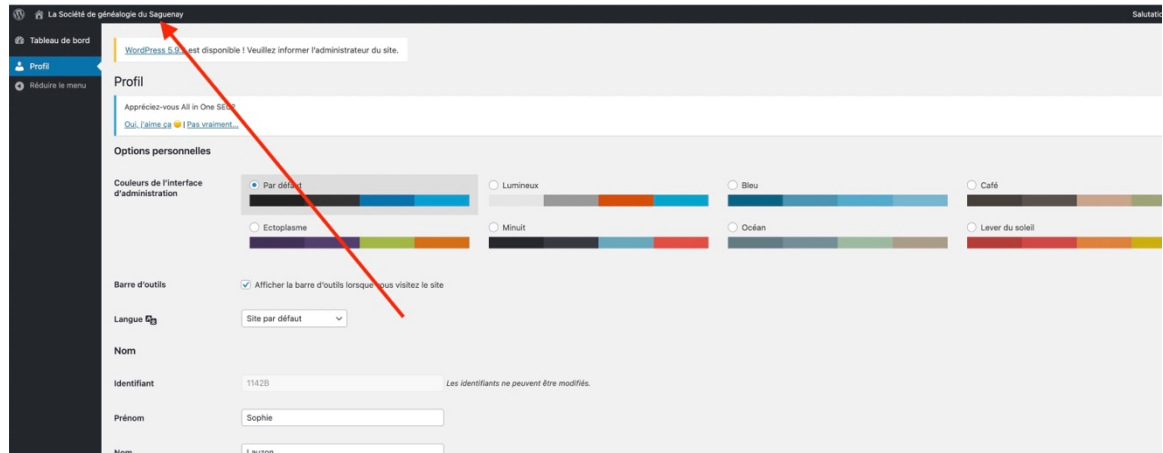 La Société de généalogie du Saguenay
Salutatio
Tableau de bord
Profil
Réduire le menu
WordPress 5.9 est disponible ! Veuillez informer l'administrateur du site.
Profil
Appréciez-vous All in One SEO?
Oui, j'aime ça 😊 | Pas vraiment...
Options personnelles
Couleurs de l'interface
d'administration
Par défaut
Lumineux
Bleu
Café
Ectoplasme
Minuit
Océan
Lever du soleil
Barre d'outils
Afficher la barre d'outils lorsque vous visitez le site
Langue
Site par défaut
Nom
Identifiant
1142B
Les identifiants ne peuvent être modifiés.
Prénom
Sophie
Nom
Lauzon